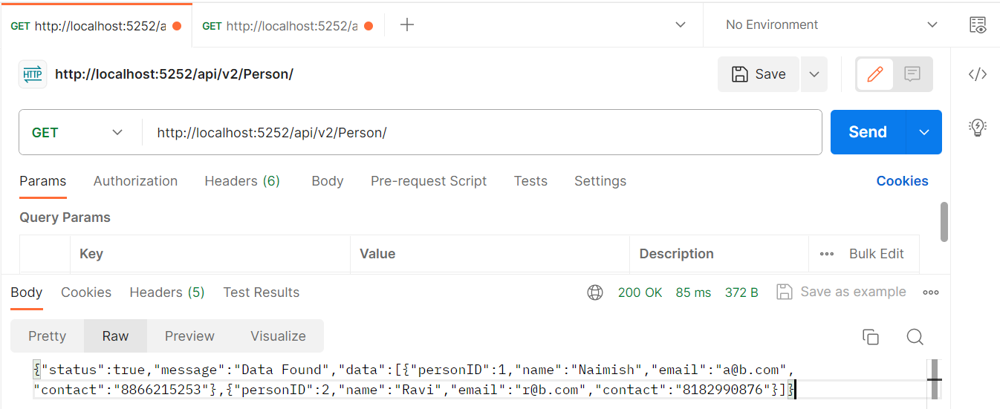 GET http://localhost:5252/a GET http://localhost:5252/a No Environment
HTTP http://localhost:5252/api/v2/Person/ Save
GET http://localhost:5252/api/v2/Person/ Send
Params Authorization Headers (6) Body Pre-request Script Tests Settings Cookies
Query Params
Key Value Description Bulk Edit
Body Cookies Headers (5) Test Results 200 OK 85 ms 372 B Save as example
Pretty Raw Preview Visualize
{"status":true,"message":"Data Found","data":[{"personID":1,"name":"Naimish","email":"a@b.com",
"contact":"8866215253"},{"personID":2,"name":"Ravi","email":"r@b.com","contact":"8182990876"}]}